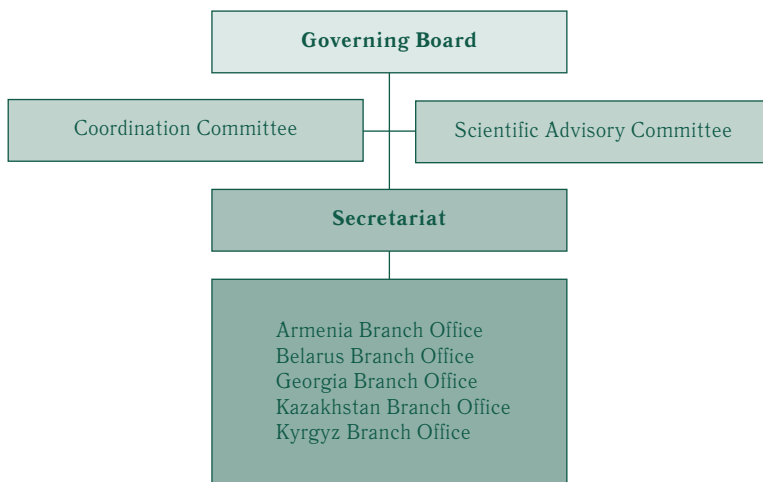 Governing Board
Coordination Committee
Scientific Advisory Committee
Secretariat
Armenia Branch Office
Belarus Branch Office
Georgia Branch Office
Kazakhstan Branch Office
Kyrgyz Branch Office